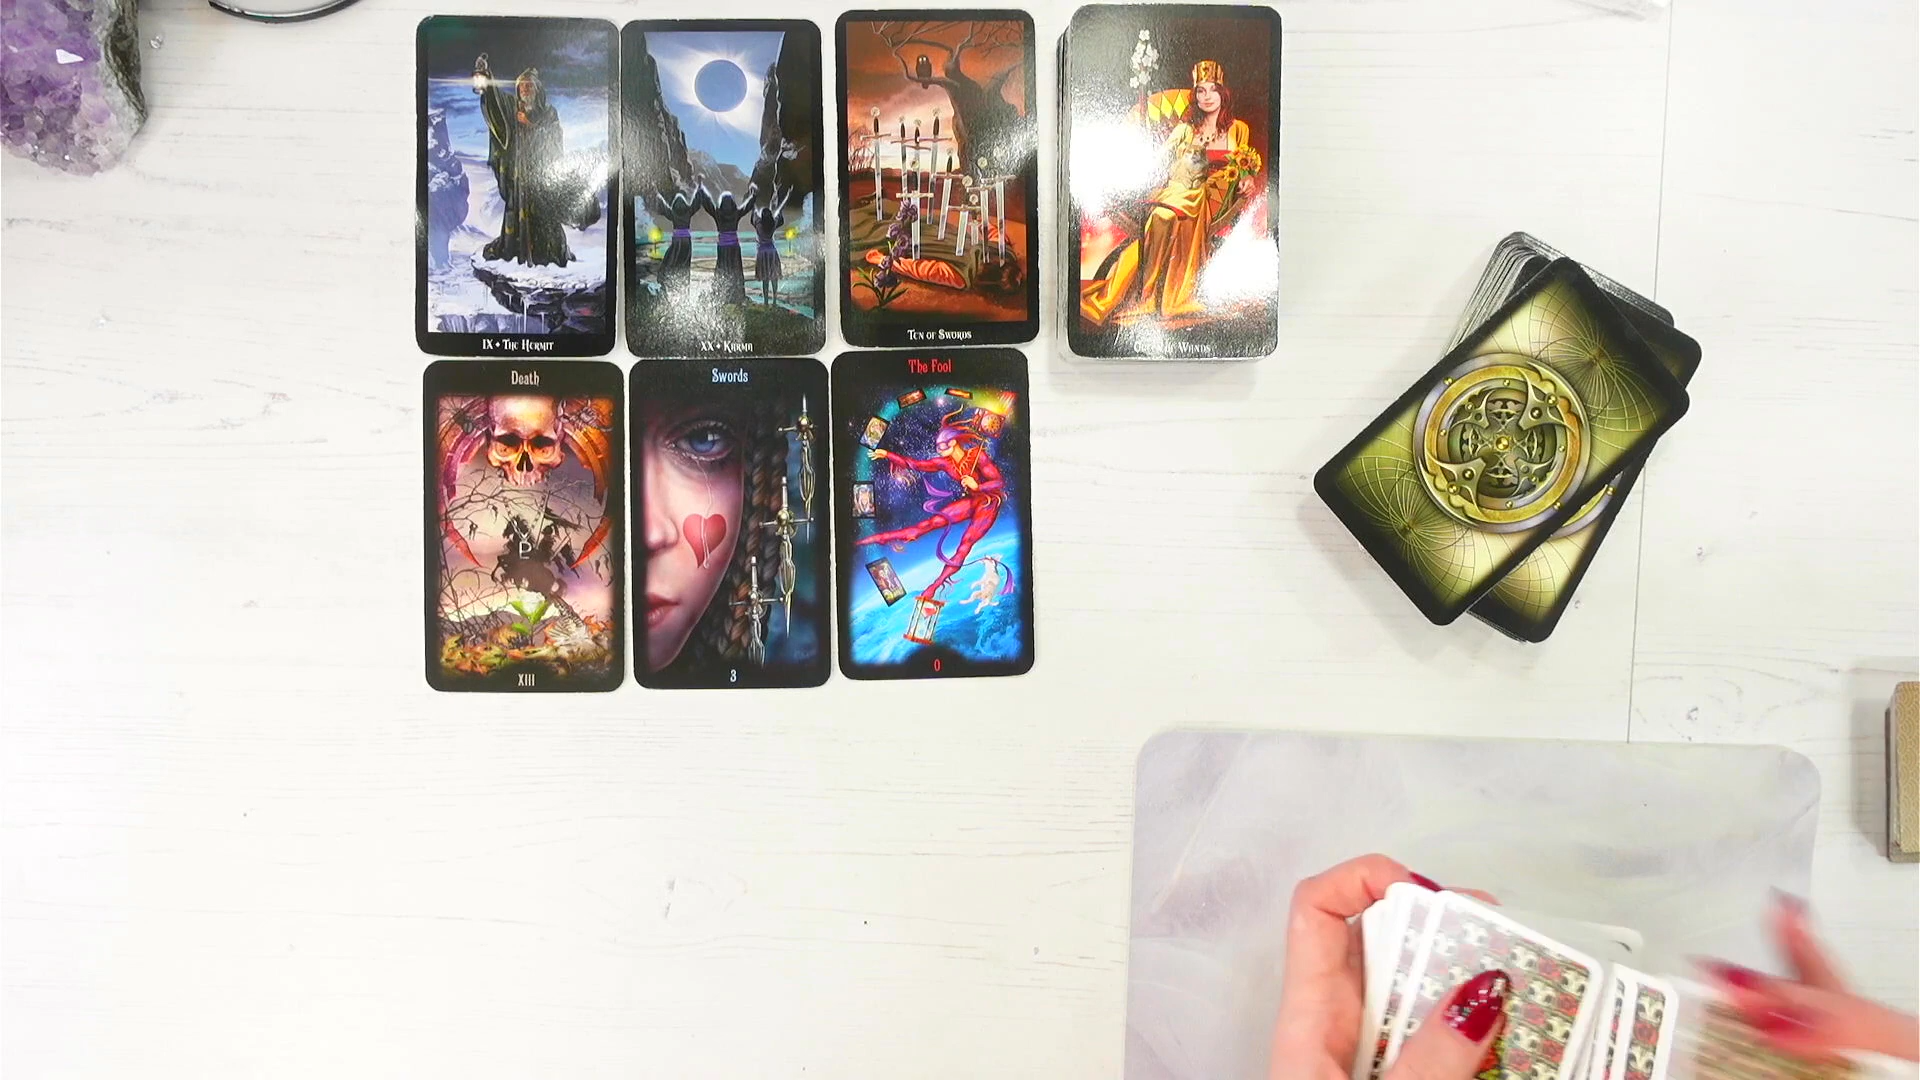 IX • The Hermit
XX • Karma
Ten of Swords
Queen of Wands
Death
Swords
The Fool
XIII
3
0